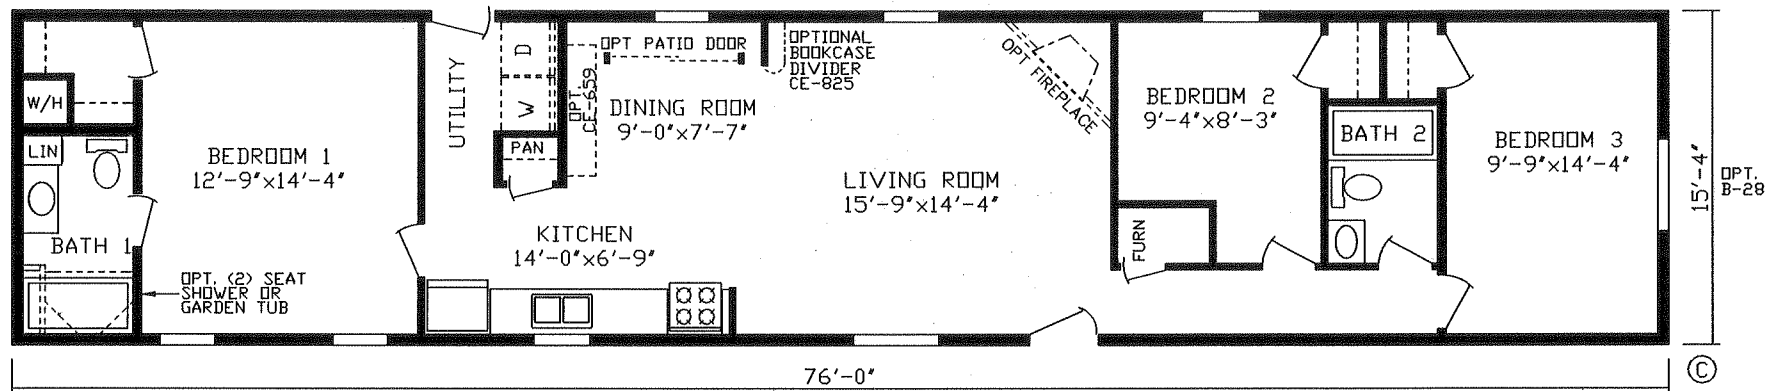 W/H
LIN
BATH 1
BEDROOM 1
12'-9"x14'-4"
OPT. (2) SEAT
SHOWER OR
GARDEN TUB
UTILITY
D
W
PAN
OPT.
CE-659
OPT PATIO DOOR
DINING ROOM
9'-0"x7'-7"
KITCHEN
14'-0"x6'-9"
OPTIONAL
BOOKCASE
DIVIDER
CE-825
LIVING ROOM
15'-9"x14'-4"
OPT FIREPLACE
BEDROOM 2
9'-4"x8'-3"
FURN
BATH 2
BEDROOM 3
9'-9"x14'-4"
15'-4"
OPT.
B-28
76'-0"
C